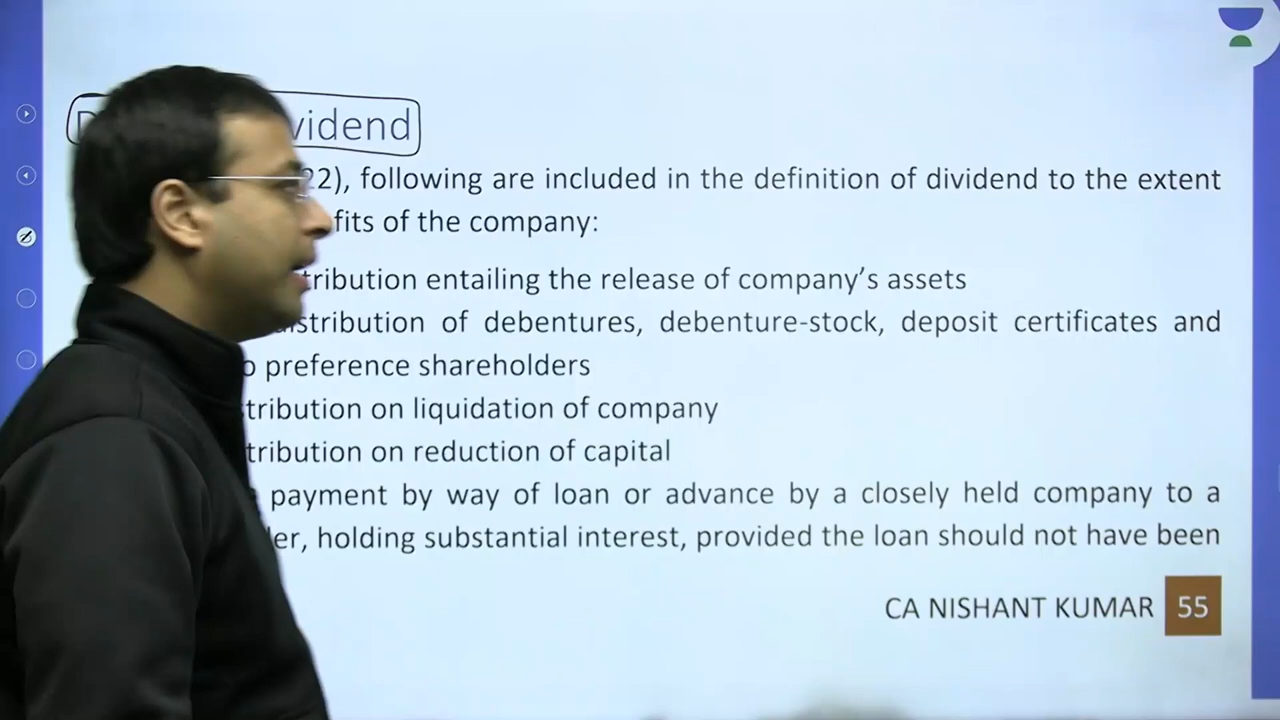 vidend
22), following are included in the definition of dividend to the extent
fits of the company:
tribution entailing the release of company's assets
istribution of debentures, debenture-stock, deposit certificates and
o preference shareholders
tribution on liquidation of company
tribution on reduction of capital
payment by way of loan or advance by a closely held company to a
er, holding substantial interest, provided the loan should not have been
CA NISHANT KUMAR 55